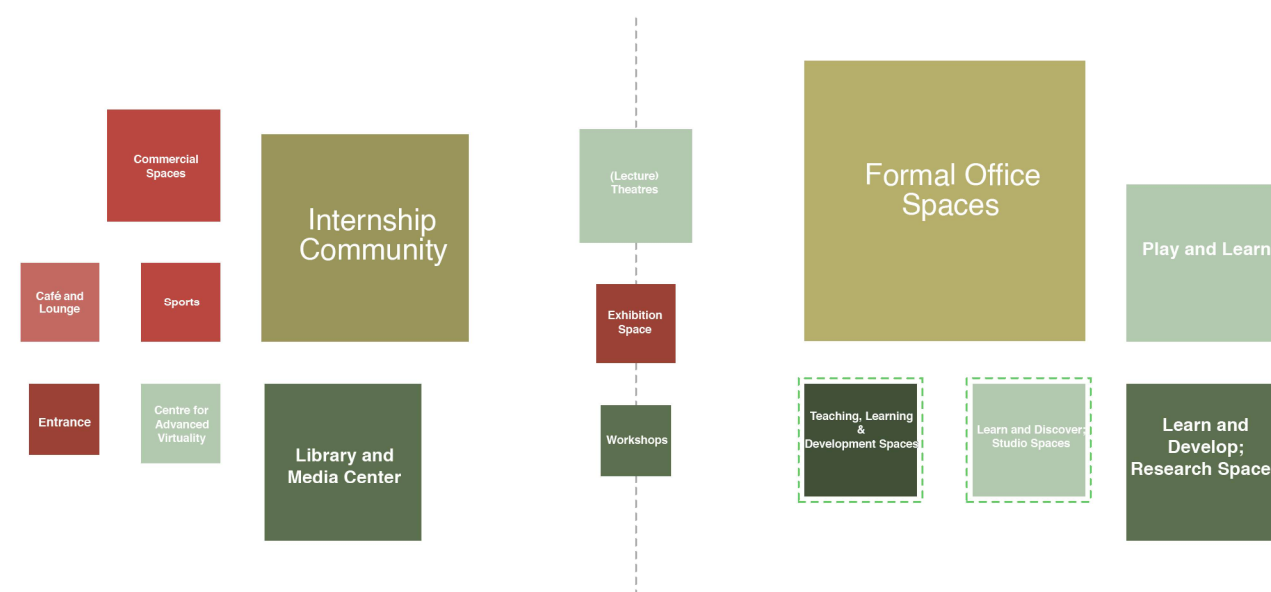 Commercial
Spaces
Internship
Community
Café and
Lounge
Sports
Entrance
Centre for
Advanced
Virtuality
Library and
Media Center
(Lecture)
Theatres
Exhibition
Space
Workshops
Formal Office
Spaces
Play and Learn
Teaching, Learning
&
Development Spaces
Learn and Discover:
Studio Spaces
Learn and
Develop;
Research Space